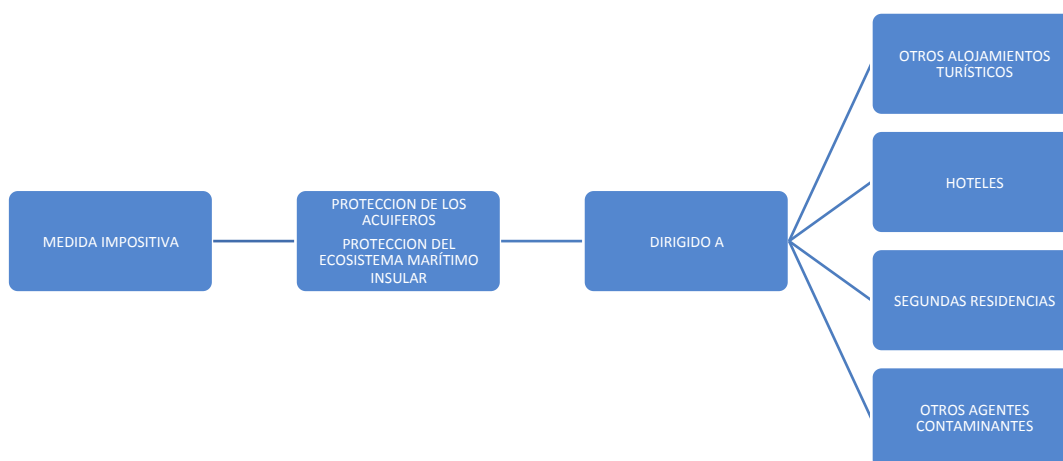 MEDIDA IMPOSITIVA
PROTECCION DE LOS
ACUIFEROS
PROTECCION DEL
ECOSISTEMA MARÍTIMO
INSULAR
DIRIGIDO A
OTROS ALOJAMIENTOS
TURÍSTICOS
HOTELES
SEGUNDAS RESIDENCIAS
OTROS AGENTES
CONTAMINANTES